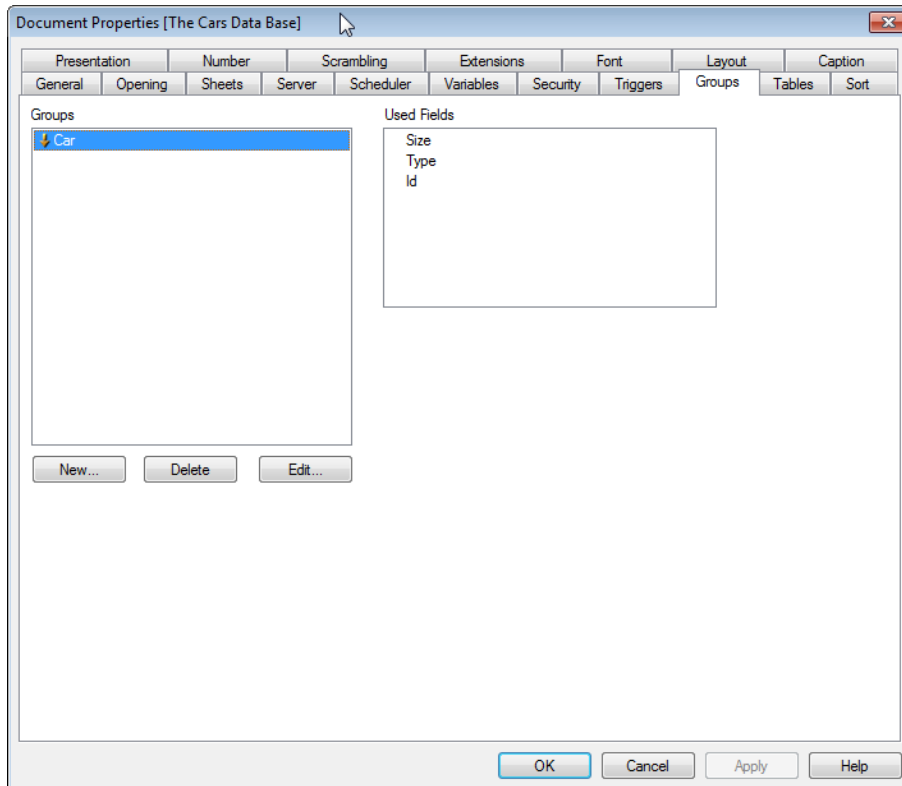 Document Properties [The Cars Data Base]
Presentation Number Scrambling Extensions Font Layout Caption
General Opening Sheets Server Scheduler Variables Security Triggers Groups Tables Sort
Groups Used Fields
Car Size
Type
Id
New... Delete Edit...
OK Cancel Apply Help